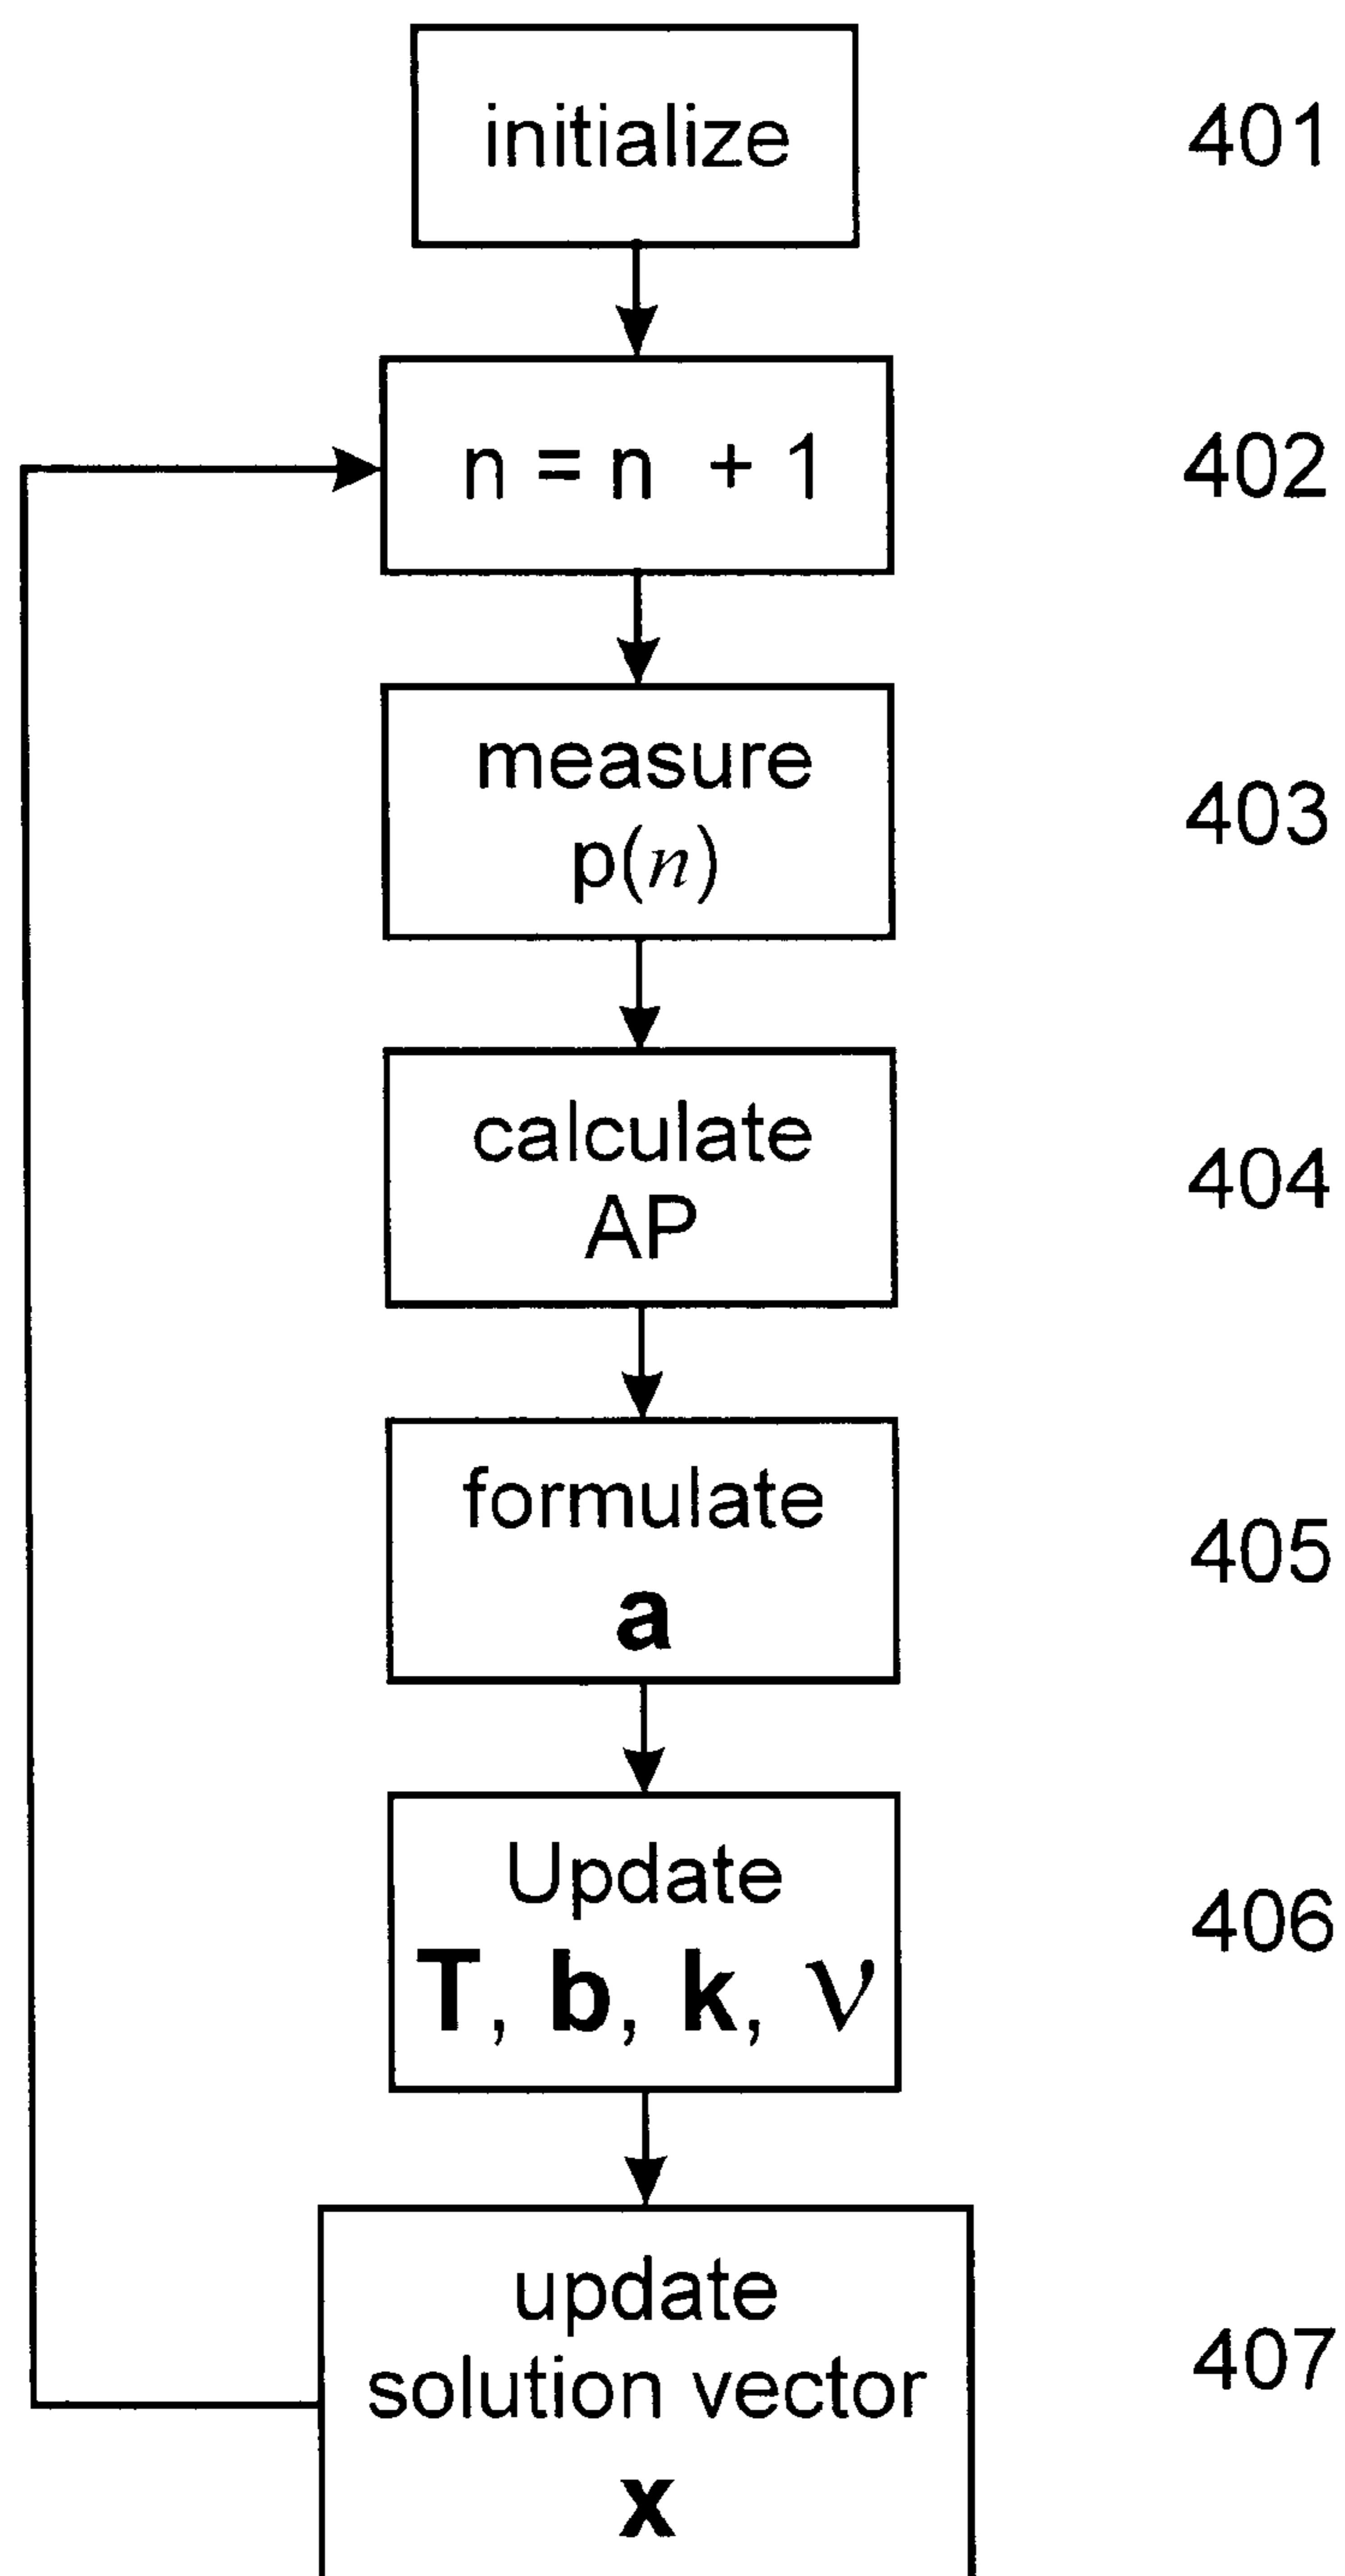 initialize
401
n = n + 1
402
measure
p(n)
403
calculate
AP
404
formulate
a
405
Update
T, b, k, ν
406
update
solution vector
x
407